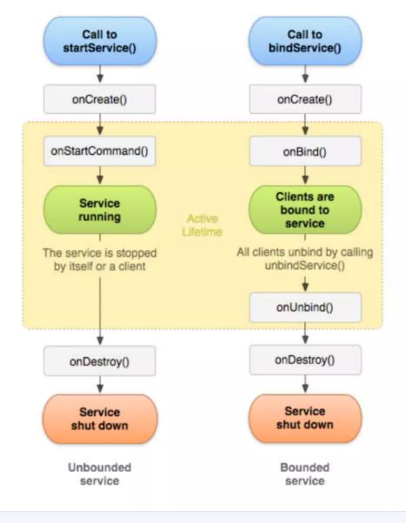 Call to
startService()
onCreate()
onStartCommand()
Service
running
The service is stopped
by itself or a client
onDestroy()
Service
shut down
Unbounded
service
Active
Lifetime
Call to
bindService()
onCreate()
onBind()
Clients are
bound to
service
All clients unbind by calling
unbindService()
onUnbind()
onDestroy()
Service
shut down
Bounded
service